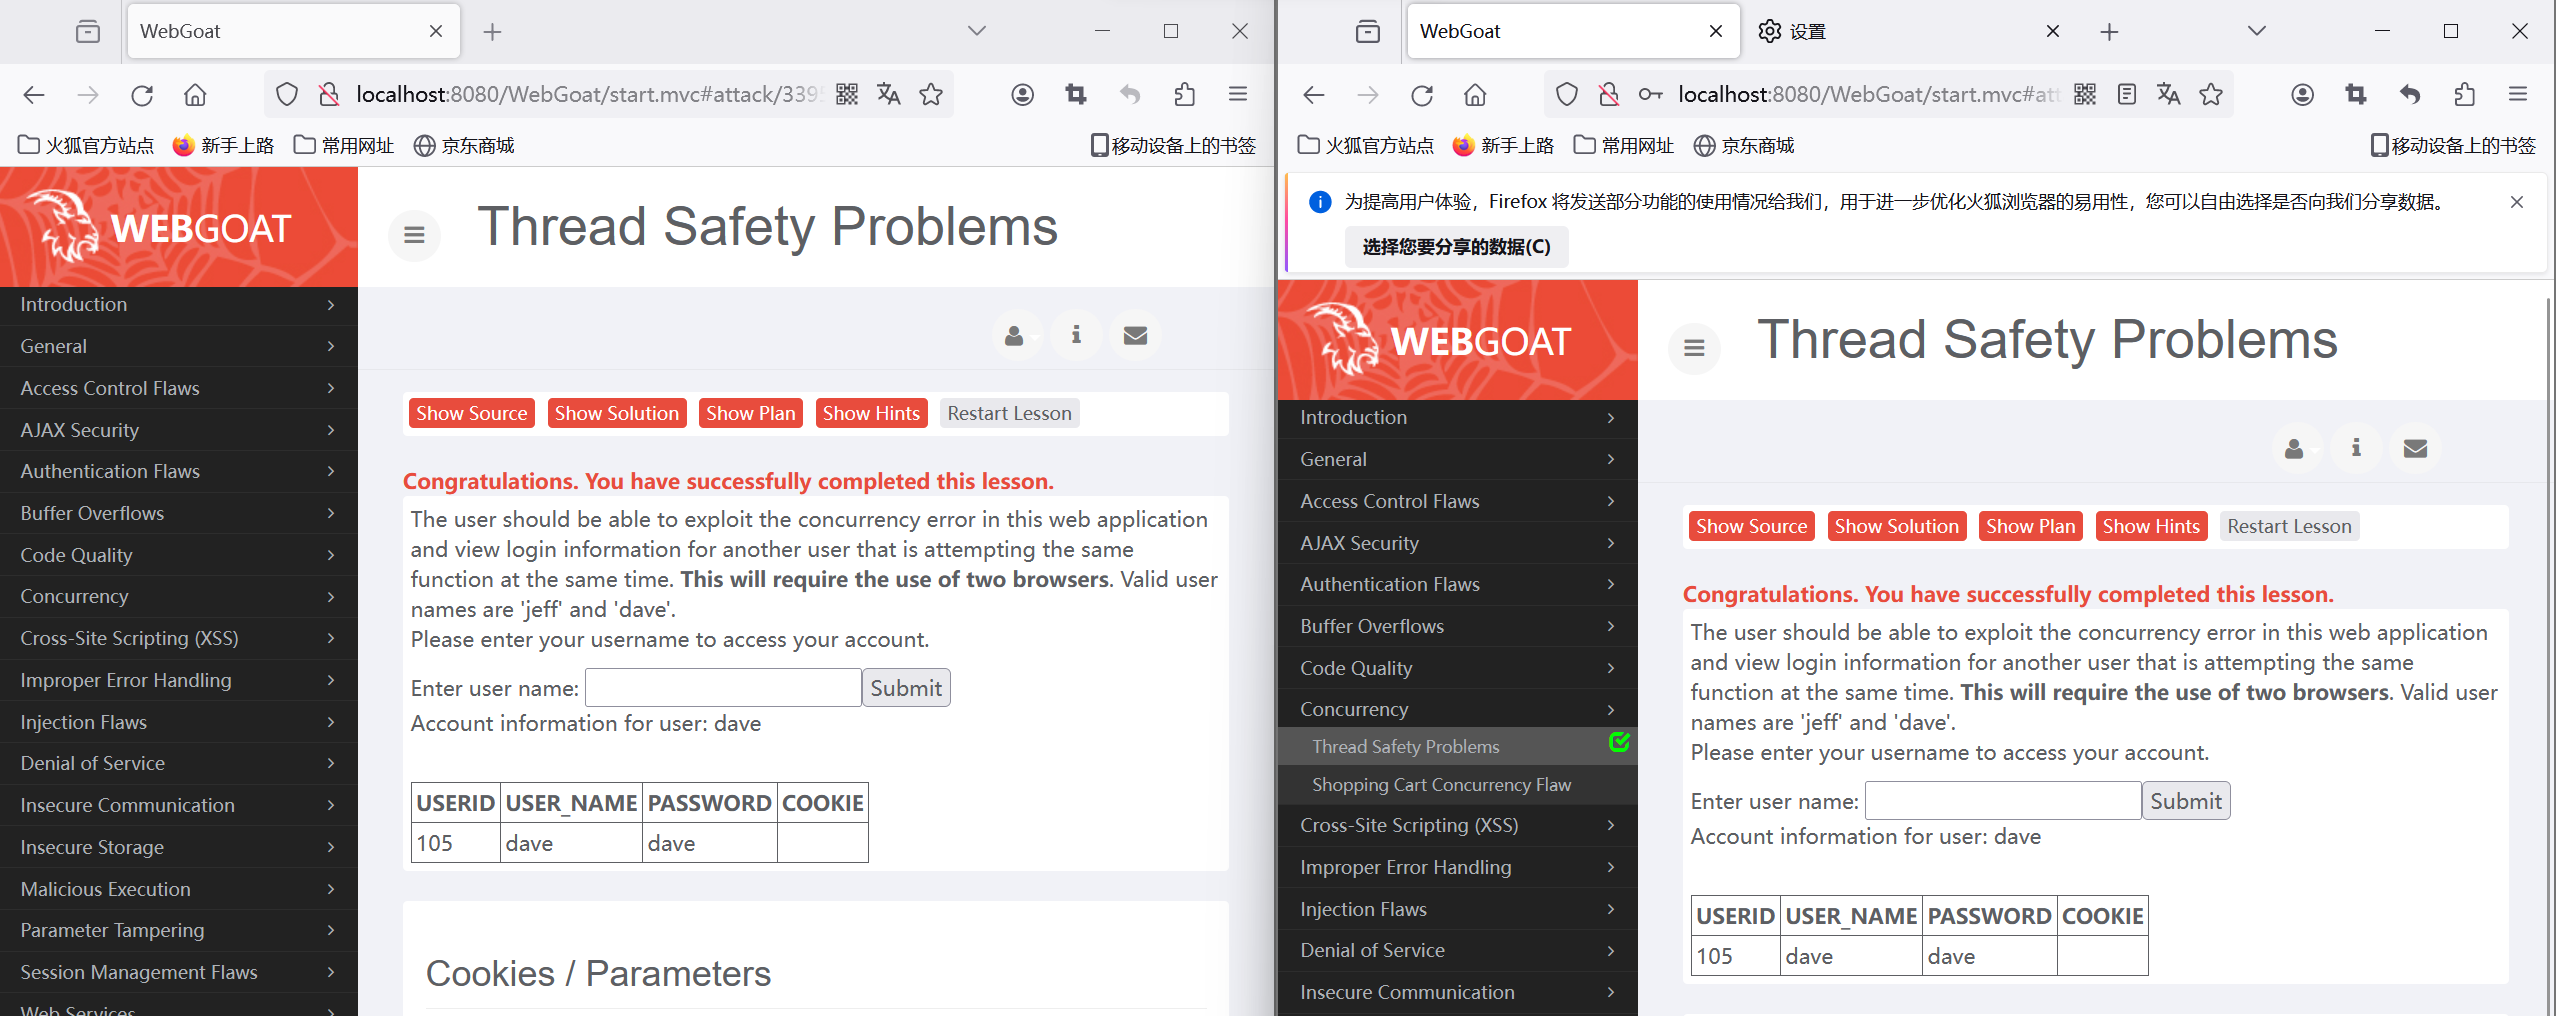 WebGoat
localhost:8080/WebGoat/start.mvc#attack/339
火狐官方站点 新手上路 常用网址 京东商城 移动设备上的书签
WEBGOAT
Thread Safety Problems
Introduction
General
Access Control Flaws
AJAX Security
Authentication Flaws
Buffer Overflows
Code Quality
Concurrency
Cross-Site Scripting (XSS)
Improper Error Handling
Injection Flaws
Denial of Service
Insecure Communication
Insecure Storage
Malicious Execution
Parameter Tampering
Session Management Flaws
Web Services
Show Source Show Solution Show Plan Show Hints Restart Lesson
Congratulations. You have successfully completed this lesson.
The user should be able to exploit the concurrency error in this web application
and view login information for another user that is attempting the same
function at the same time. This will require the use of two browsers. Valid user
names are 'jeff' and 'dave'.
Please enter your username to access your account.
Enter user name: Submit
Account information for user: dave
USERID USER_NAME PASSWORD COOKIE
105 dave dave
Cookies / Parameters
WebGoat 设置
localhost:8080/WebGoat/start.mvc#att
火狐官方站点 新手上路 常用网址 京东商城 移动设备上的书签
为提高用户体验，Firefox 将发送部分功能的使用情况给我们，用于进一步优化火狐浏览器的易用性，您可以自由选择是否向我们分享数据。
选择您要分享的数据(C)
WEBGOAT
Thread Safety Problems
Introduction
General
Access Control Flaws
AJAX Security
Authentication Flaws
Buffer Overflows
Code Quality
Concurrency
Thread Safety Problems
Shopping Cart Concurrency Flaw
Cross-Site Scripting (XSS)
Improper Error Handling
Injection Flaws
Denial of Service
Insecure Communication
Show Source Show Solution Show Plan Show Hints Restart Lesson
Congratulations. You have successfully completed this lesson.
The user should be able to exploit the concurrency error in this web application
and view login information for another user that is attempting the same
function at the same time. This will require the use of two browsers. Valid user
names are 'jeff' and 'dave'.
Please enter your username to access your account.
Enter user name: Submit
Account information for user: dave
USERID USER_NAME PASSWORD COOKIE
105 dave dave